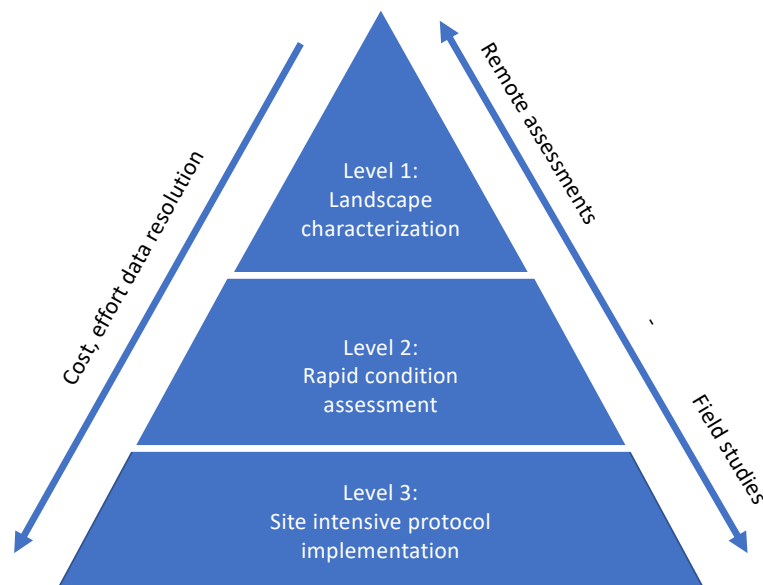 Cost, effort data resolution
Remote assessments
-
Field studies
Level 1:
Landscape
characterization
Level 2:
Rapid condition
assessment
Level 3:
Site intensive protocol
implementation